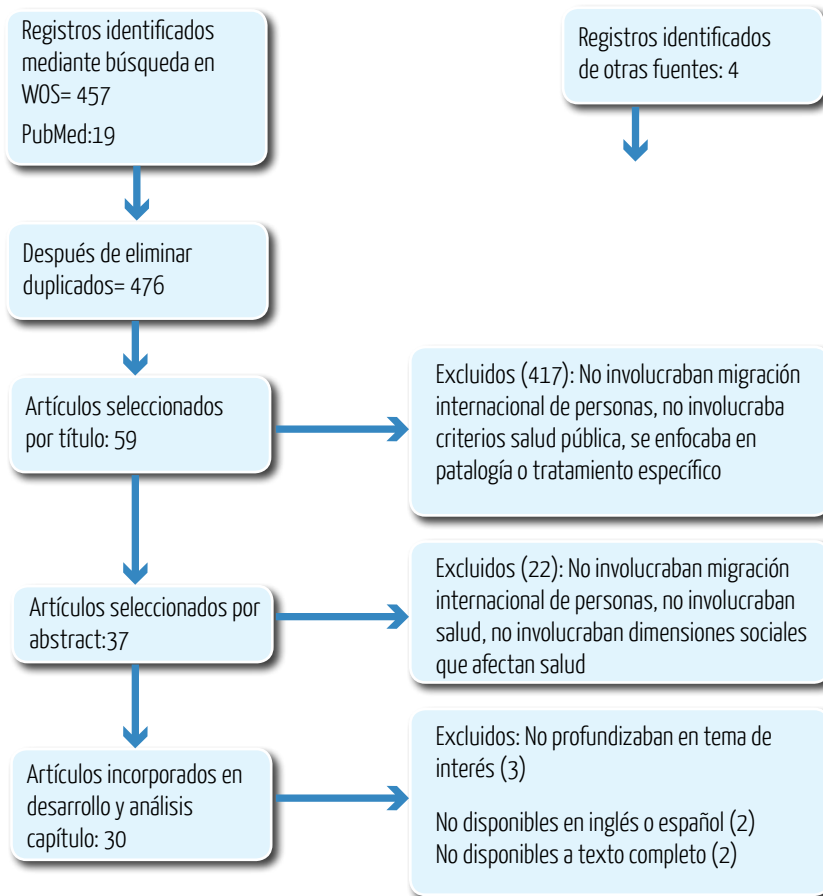 Registros identificados
mediante búsqueda en
WOS= 457
PubMed:19
Registros identificados
de otras fuentes: 4
Después de eliminar
duplicados= 476
Artículos seleccionados
por título: 59
Excluidos (417): No involucraban migración
internacional de personas, no involucraba
criterios salud pública, se enfocaba en
patalogía o tratamiento específico
Artículos seleccionados por
abstract:37
Excluidos (22): No involucraban migración
internacional de personas, no involucraban
salud, no involucraban dimensiones sociales
que afectan salud
Artículos incorporados en
desarrollo y análisis
capítulo: 30
Excluidos: No profundizaban en tema de
interés (3)
No disponibles en inglés o español (2)
No disponibles a texto completo (2)